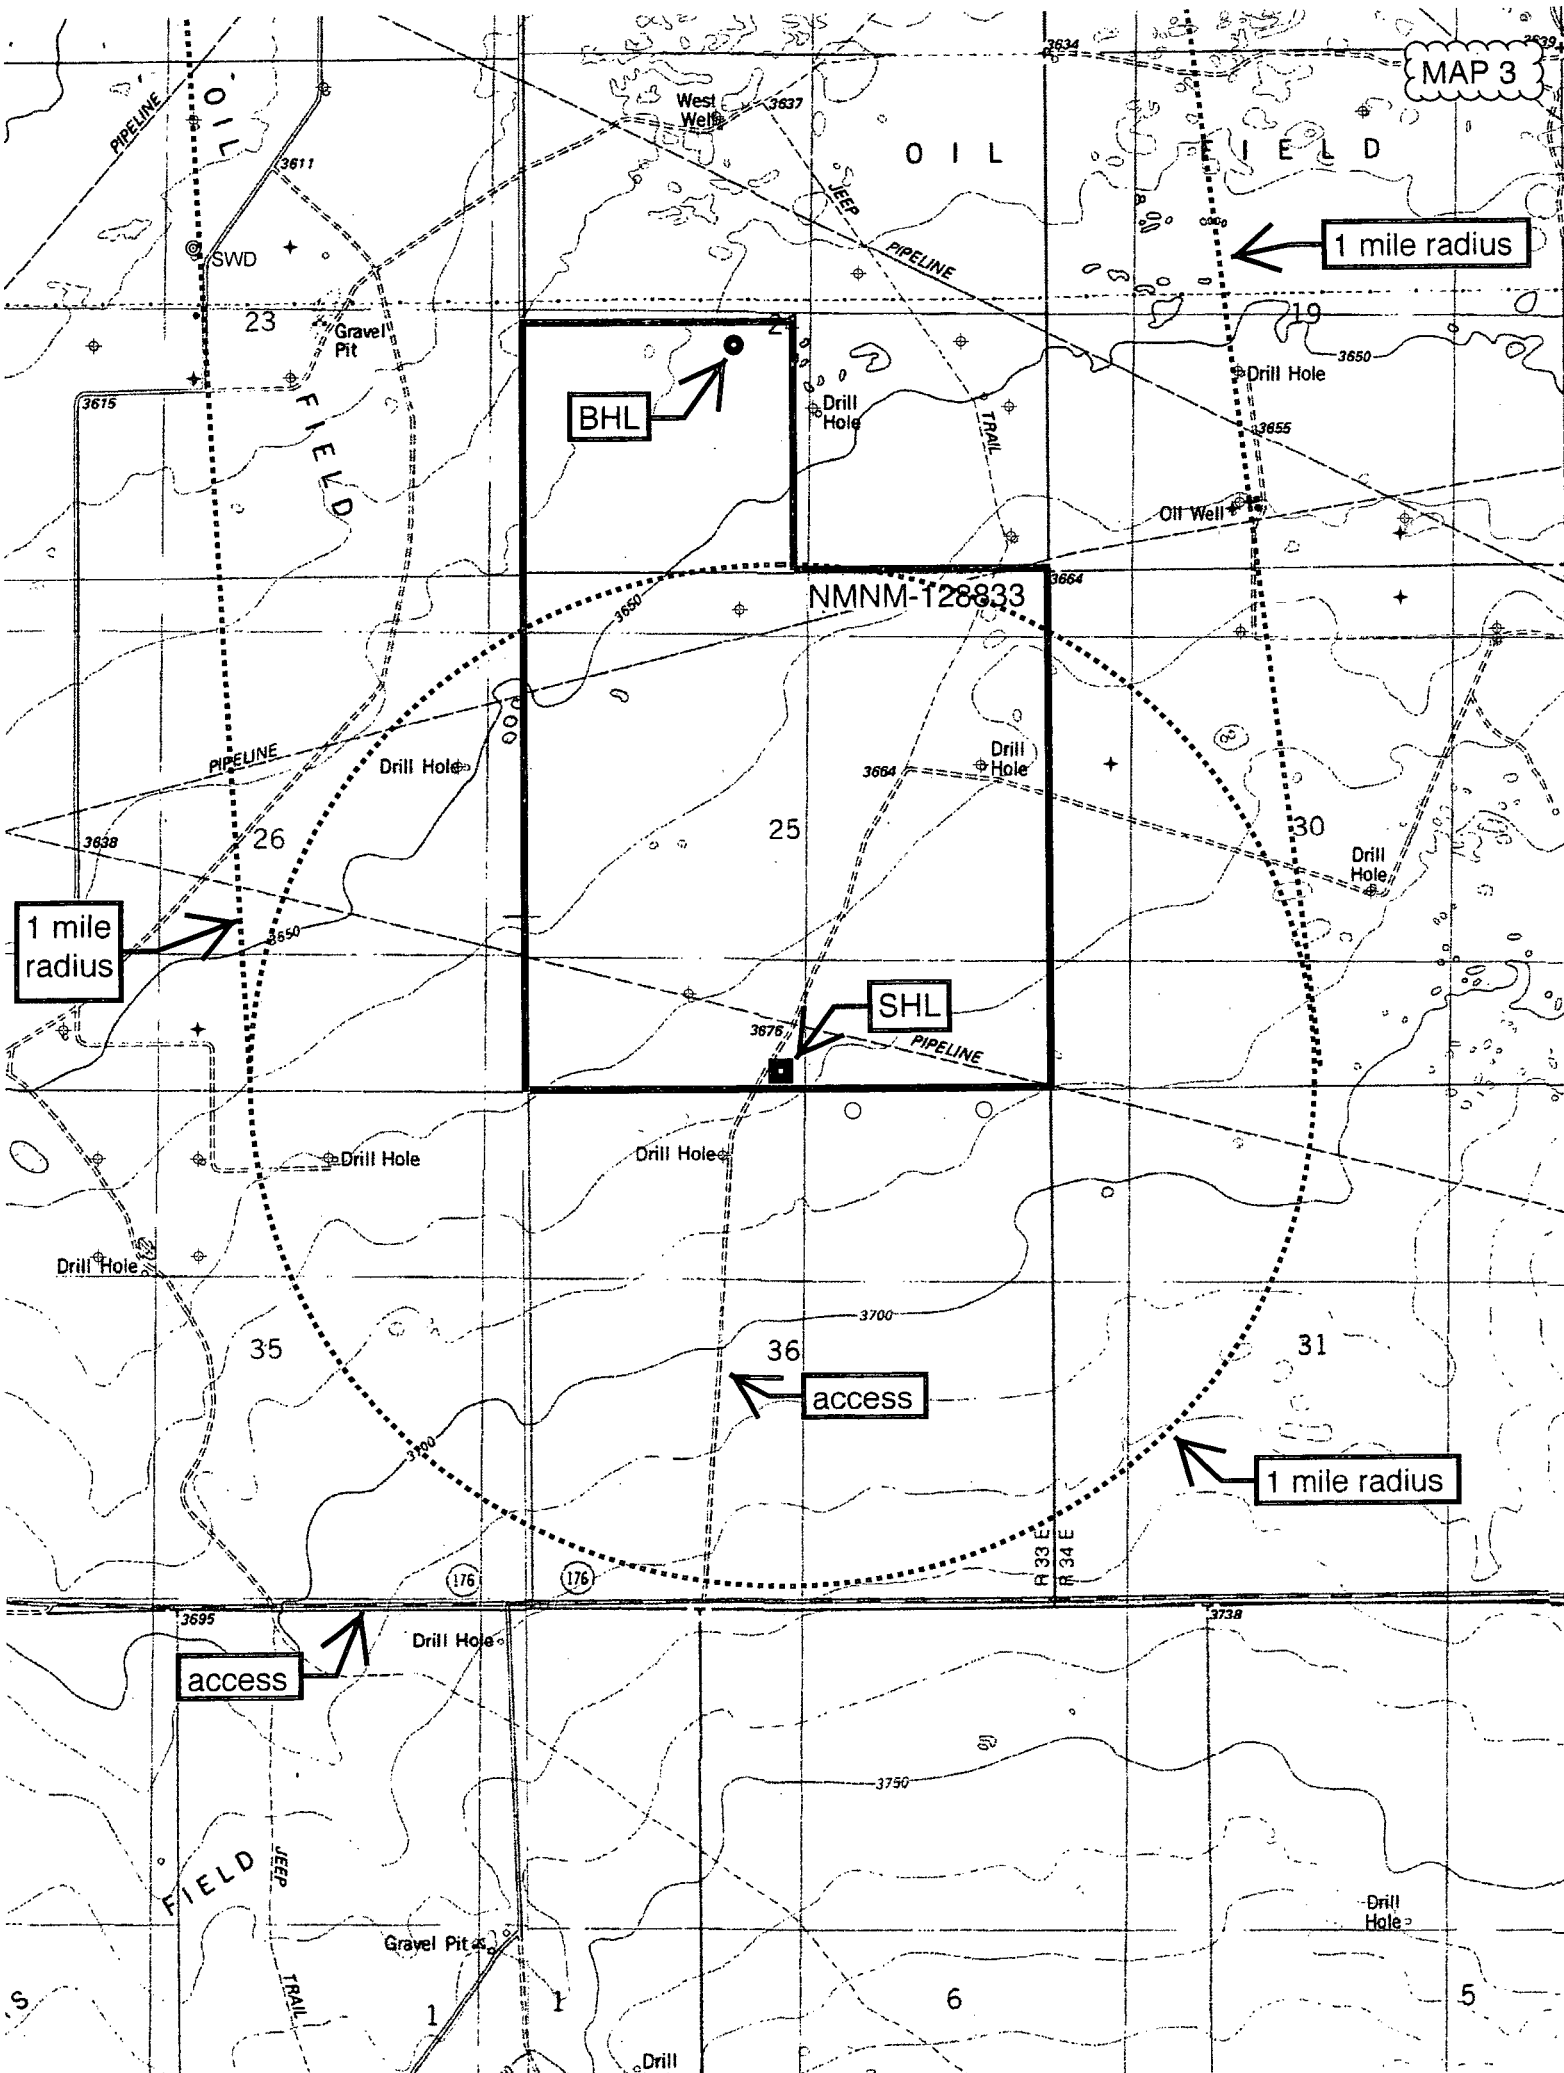 3634
3639
MAP 3
OIL
PIPELINE
West
Well
3637
3611
OIL
FIELD
JEEP
PIPELINE
1 mile radius
SWD
23
Gravel
Pit
2
19
3650
Drill Hole
BHL
3615
FIELD
Drill
Hole
TRAIL
3655
Oil Well
3664
NMNM-128833
3650
PIPELINE
Drill Hole
Drill
Hole
3664
25
30
3638
26
Drill
Hole
1 mile
radius
3650
SHL
3676
PIPELINE
Drill Hole
Drill Hole
Drill Hole
3700
35
36
31
access
3700
1 mile radius
R 33 E
R 34 E
176
176
3695
3738
Drill Hole
access
3750
FIELD
JEEP
Drill
Hole
Gravel Pit
TRAIL
S
1
1
6
5
Drill